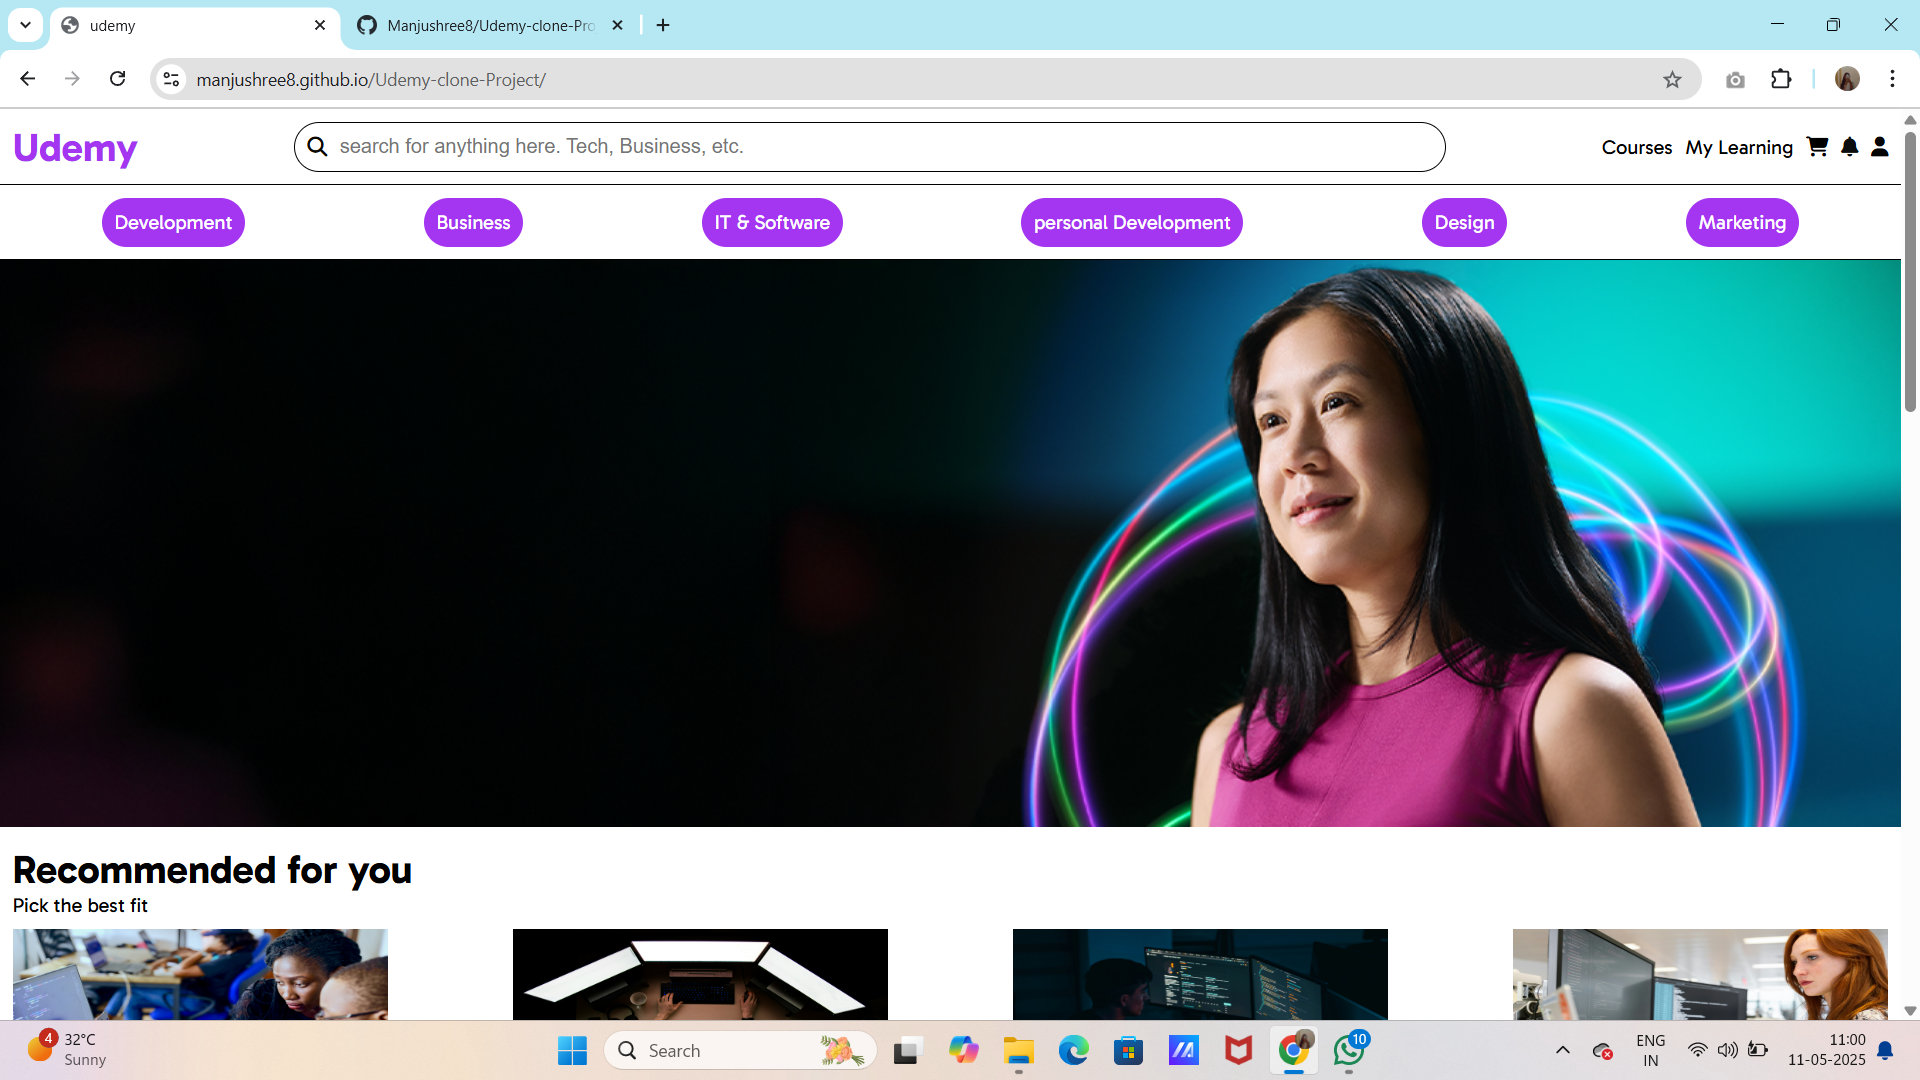 udemy
Manjushree8/Udemy-clone-Pro
manjushree8.github.io/Udemy-clone-Project/
Udemy
search for anything here. Tech, Business, etc.
Courses My Learning
Development Business IT & Software personal Development Design Marketing
Recommended for you
Pick the best fit
4
32°C
Sunny
Search
10
ENG
IN
11:00
11-05-2025